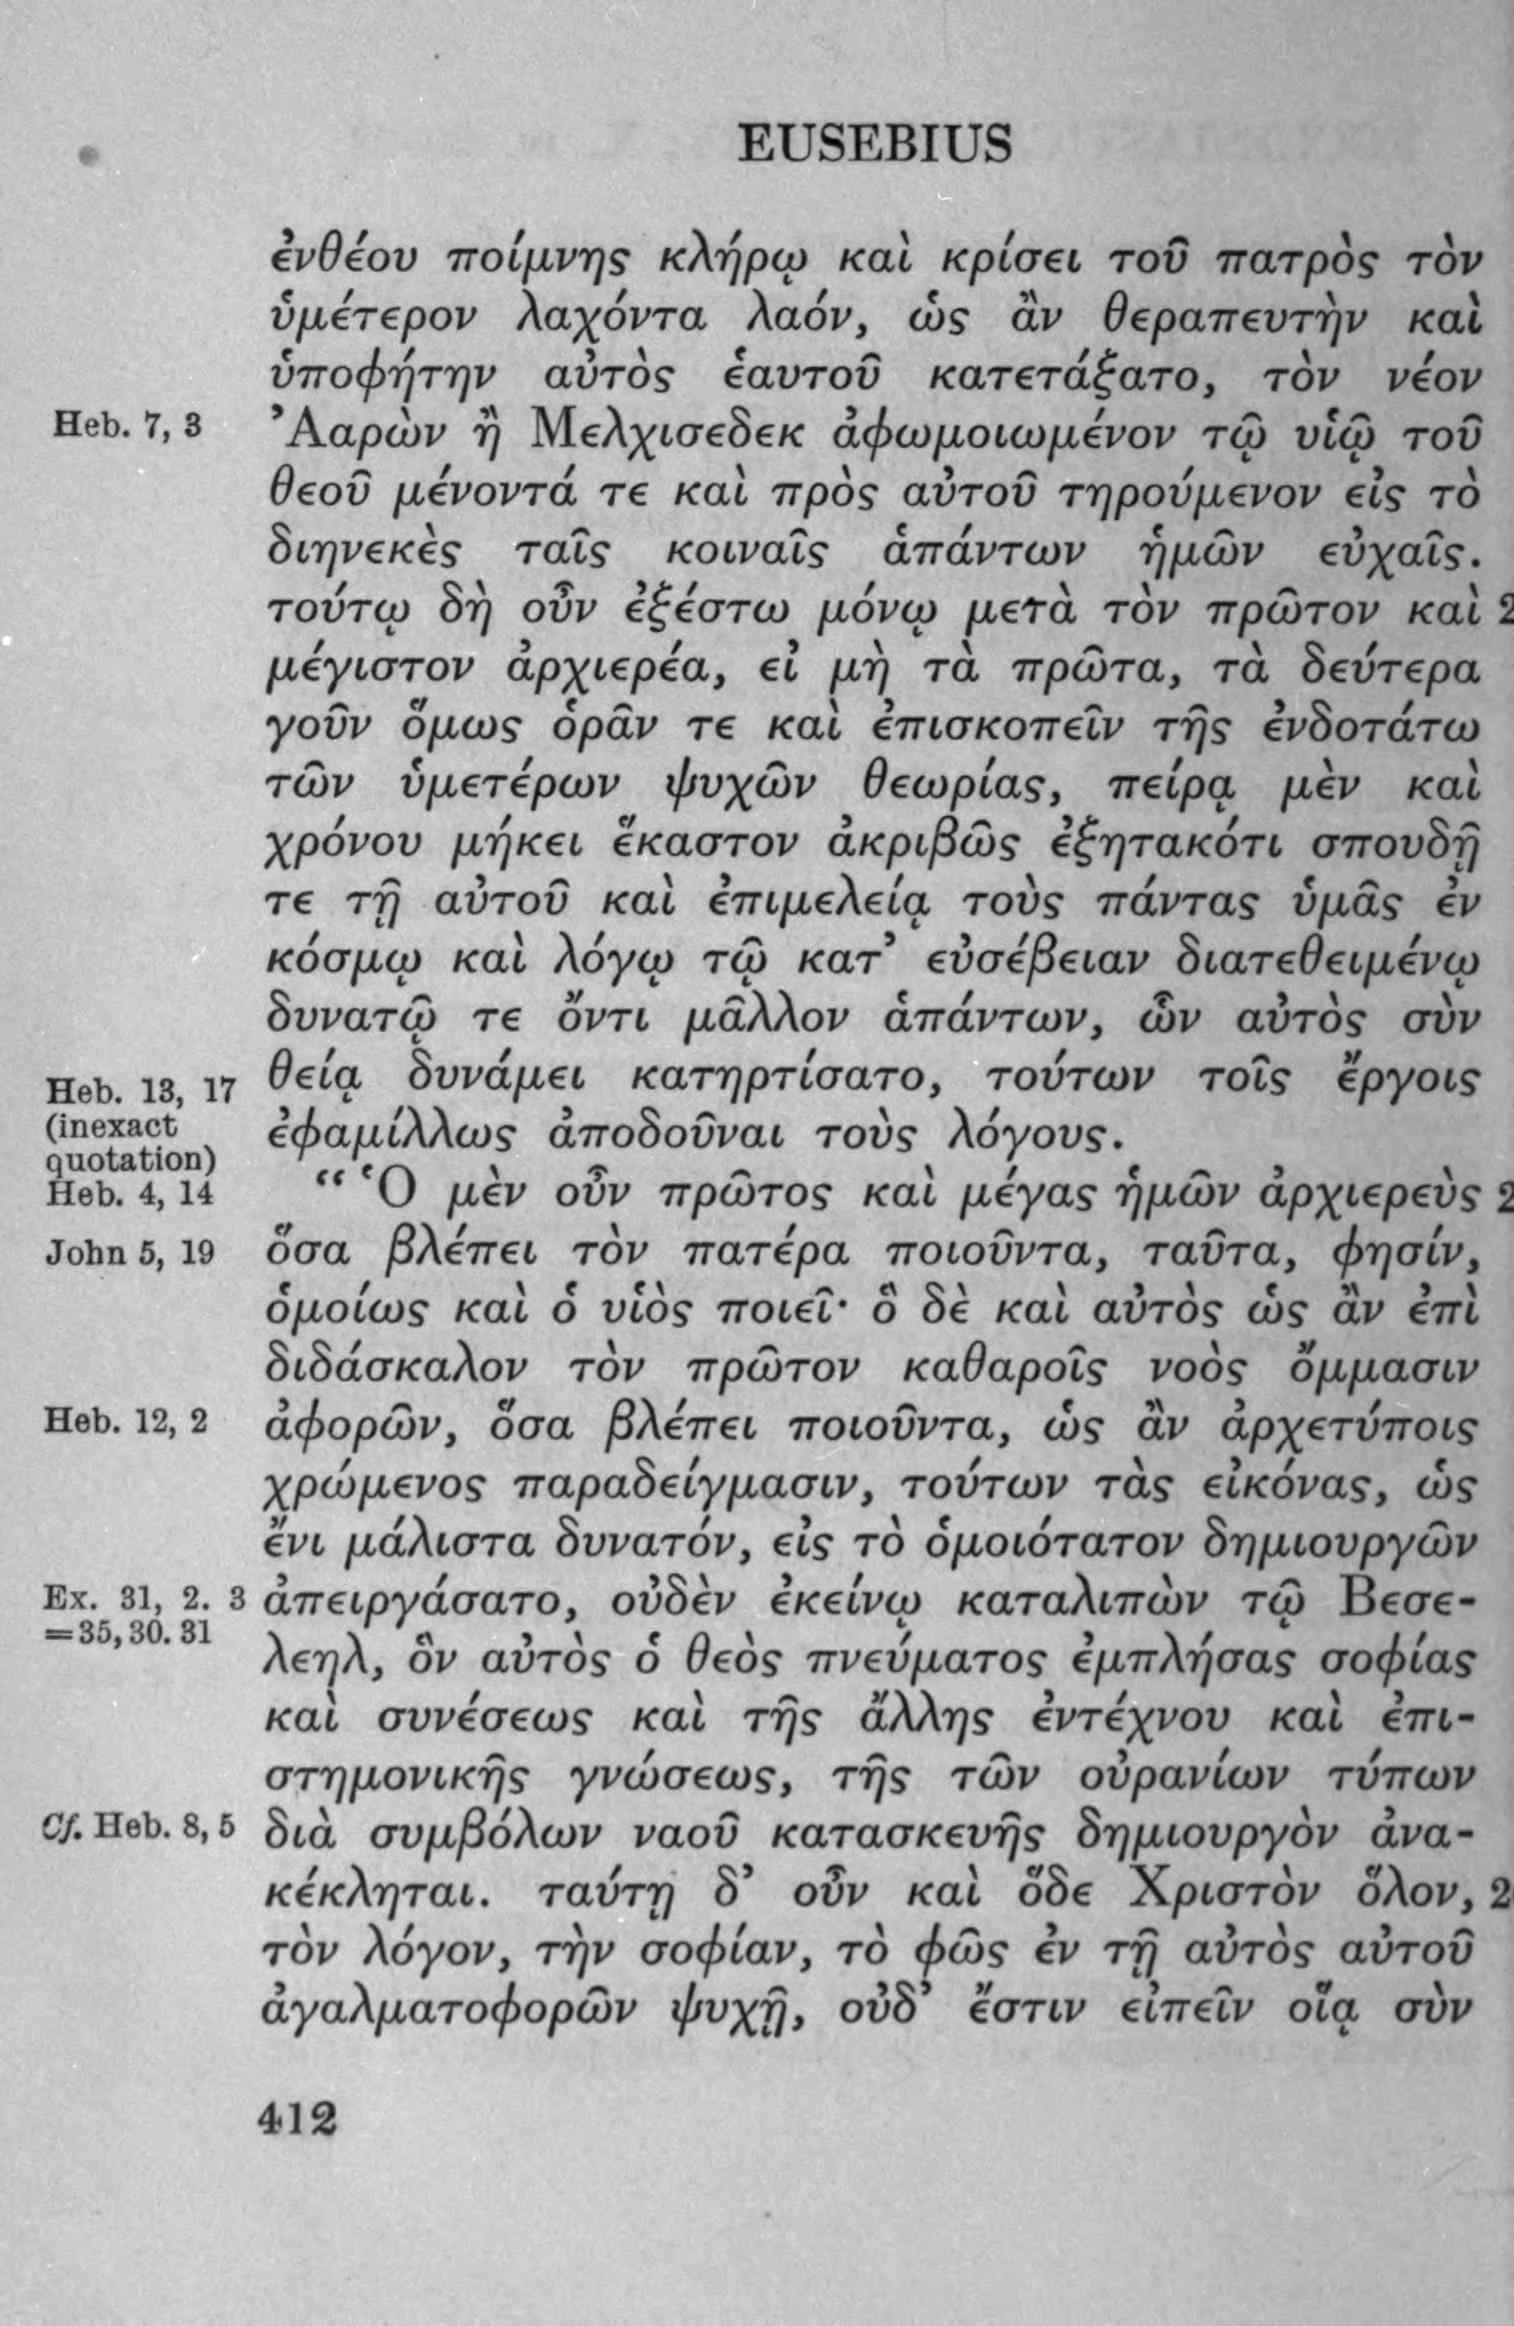 EUSEBIUS
ἐνθέου ποίμνης κλήρῳ καὶ κρίσει τοῦ πατρὸς τὸν
ὑμέτερον λαχόντα λαόν, ὡς ἂν θεραπευτὴν καὶ
ὑποφήτην αὐτὸς ἑαυτοῦ κατετάξατο, τὸν νέον
Heb. 7, 3 Ἀαρὼν ἢ Μελχισεδεκ ἀφωμοιωμένον τῷ υἱῷ τοῦ
θεοῦ μένοντά τε καὶ πρὸς αὐτοῦ τηρούμενον εἰς τὸ
διηνεκὲς ταῖς κοιναῖς ἁπάντων ἡμῶν εὐχαῖς.
τούτῳ δὴ οὖν ἐξέστω μόνῳ μετὰ τὸν πρῶτον καὶ 2
μέγιστον ἀρχιερέα, εἰ μὴ τὰ πρῶτα, τὰ δεύτερα
γοῦν ὅμως ὁρᾶν τε καὶ ἐπισκοπεῖν τῆς ἐνδοτάτω
τῶν ὑμετέρων ψυχῶν θεωρίας, πείρᾳ μὲν καὶ
χρόνου μήκει ἕκαστον ἀκριβῶς ἐξητακότι σπουδῇ
τε τῇ αὐτοῦ καὶ ἐπιμελείᾳ τοὺς πάντας ὑμᾶς ἐν
κόσμῳ καὶ λόγῳ τῷ κατ’ εὐσέβειαν διατεθειμένῳ
δυνατῷ τε ὄντι μᾶλλον ἁπάντων, ὧν αὐτὸς σὺν
Heb. 13, 17 θείᾳ δυνάμει κατηρτίσατο, τούτων τοῖς ἔργοις
(inexact ἐφαμίλλως ἀποδοῦναι τοὺς λόγους.
quotation)
Heb. 4, 14 “ Ὁ μὲν οὖν πρῶτος καὶ μέγας ἡμῶν ἀρχιερεὺς 2
John 5, 19 ὅσα βλέπει τὸν πατέρα ποιοῦντα, ταῦτα, φησίν,
ὁμοίως καὶ ὁ υἱὸς ποιεῖ· ὃ δὲ καὶ αὐτὸς ὡς ἂν ἐπὶ
διδάσκαλον τὸν πρῶτον καθαροῖς νοὸς ὄμμασιν
Heb. 12, 2 ἀφορῶν, ὅσα βλέπει ποιοῦντα, ὡς ἂν ἀρχετύποις
χρώμενος παραδείγμασιν, τούτων τὰς εἰκόνας, ὡς
ἔνι μάλιστα δυνατόν, εἰς τὸ ὁμοιότατον δημιουργῶν
Ex. 31, 2. 3 ἀπειργάσατο, οὐδὲν ἐκείνῳ καταλιπὼν τῷ Βεσε-
=35, 30. 31 λεηλ, ὃν αὐτὸς ὁ θεὸς πνεύματος ἐμπλήσας σοφίας
καὶ συνέσεως καὶ τῆς ἄλλης ἐντέχνου καὶ ἐπι-
στημονικῆς γνώσεως, τῆς τῶν οὐρανίων τύπων
Cf. Heb. 8, 5 διὰ συμβόλων ναοῦ κατασκευῆς δημιουργὸν ἀνα-
κέκληται. ταύτῃ δ’ οὖν καὶ ὅδε Χριστὸν ὅλον, 2
τὸν λόγον, τὴν σοφίαν, τὸ φῶς ἐν τῇ αὐτὸς αὐτοῦ
ἀγαλματοφορῶν ψυχῇ, οὐδ’ ἔστιν εἰπεῖν οἵᾳ σὺν
412